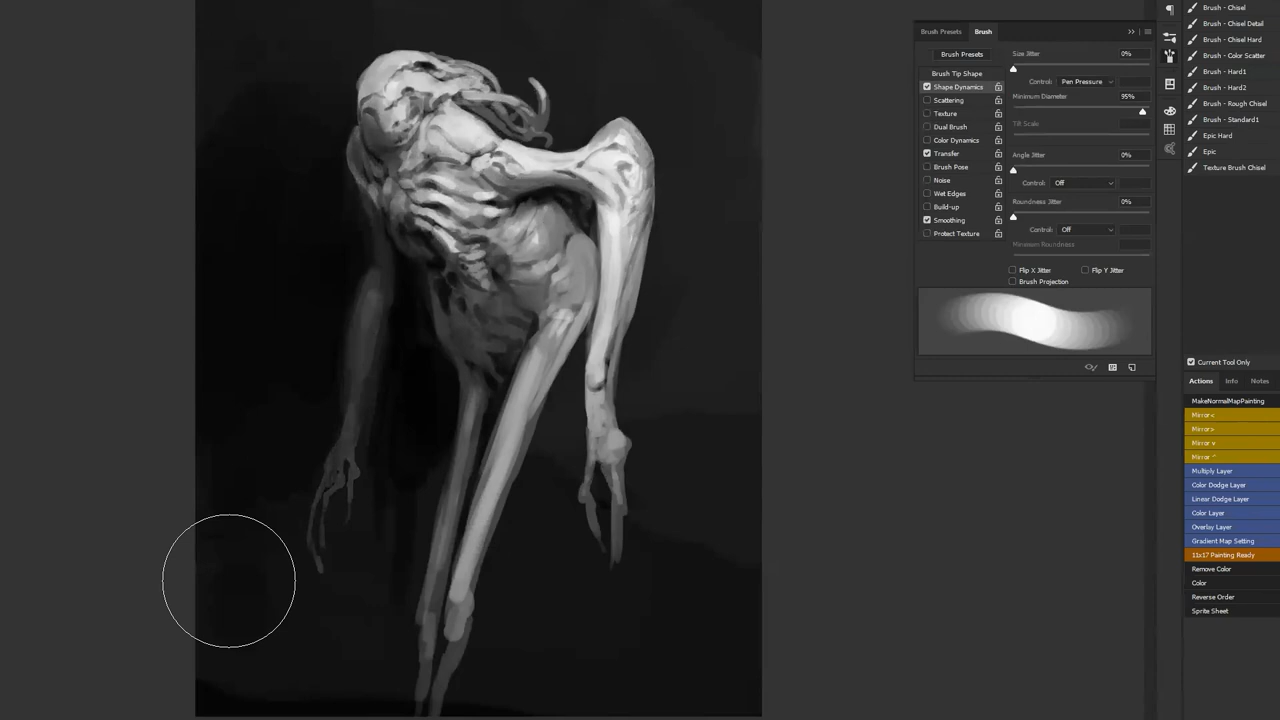 Brush Presets
Brush
Brush Presets
Brush Tip Shape
Shape Dynamics
Scattering
Texture
Dual Brush
Color Dynamics
Transfer
Brush Pose
Noise
Wet Edges
Build-up
Smoothing
Protect Texture
Size Jitter 0%
Control: Pen Pressure
Minimum Diameter 95%
Tilt Scale
Angle Jitter 0%
Control: Off
Roundness Jitter 0%
Control: Off
Minimum Roundness
Flip X Jitter Flip Y Jitter
Brush Projection
Brush - Chisel
Brush - Chisel Detail
Brush - Chisel Hard
Brush - Color Scatter
Brush - Hard1
Brush - Hard2
Brush - Rough Chisel
Brush - Standard1
Epic Hard
Epic
Texture Brush Chisel
Current Tool Only
Actions Info Notes
MakeNormalMapPainting
Mirror <
Mirror >
Mirror v
Mirror ^
Multiply Layer
Color Dodge Layer
Linear Dodge Layer
Color Layer
Overlay Layer
Gradient Map Setting
11x17 Painting Ready
Remove Color
Color
Reverse Order
Sprite Sheet